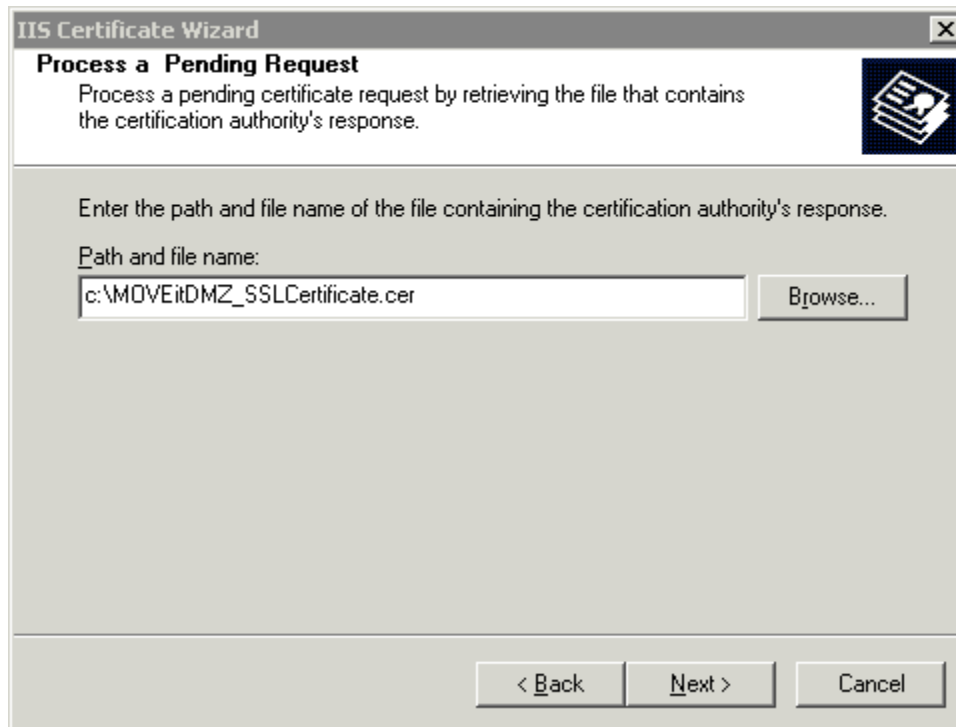 IIS Certificate Wizard
Process a  Pending Request
Process a pending certificate request by retrieving the file that contains
the certification authority's response.
Enter the path and file name of the file containing the certification authority's response.
Path and file name:
c:\MOVEitDMZ_SSLCertificate.cer
Browse...
< Back
Next >
Cancel